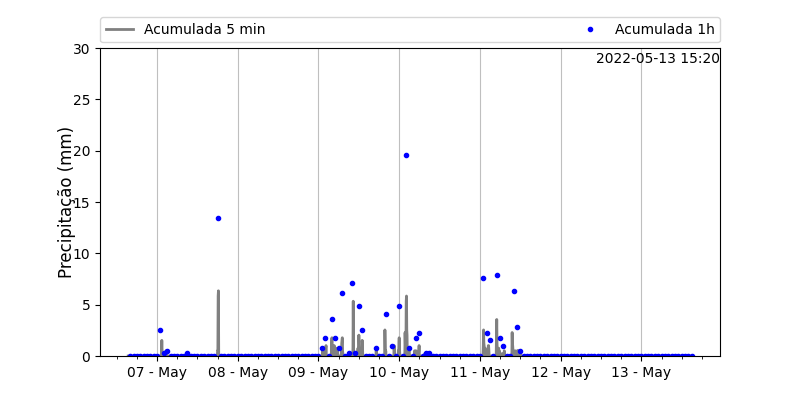 Acumulada 5 min
Acumulada 1h
2022-05-13 15:20
Precipitação (mm)
30
25
20
15
10
5
0
07 - May
08 - May
09 - May
10 - May
11 - May
12 - May
13 - May